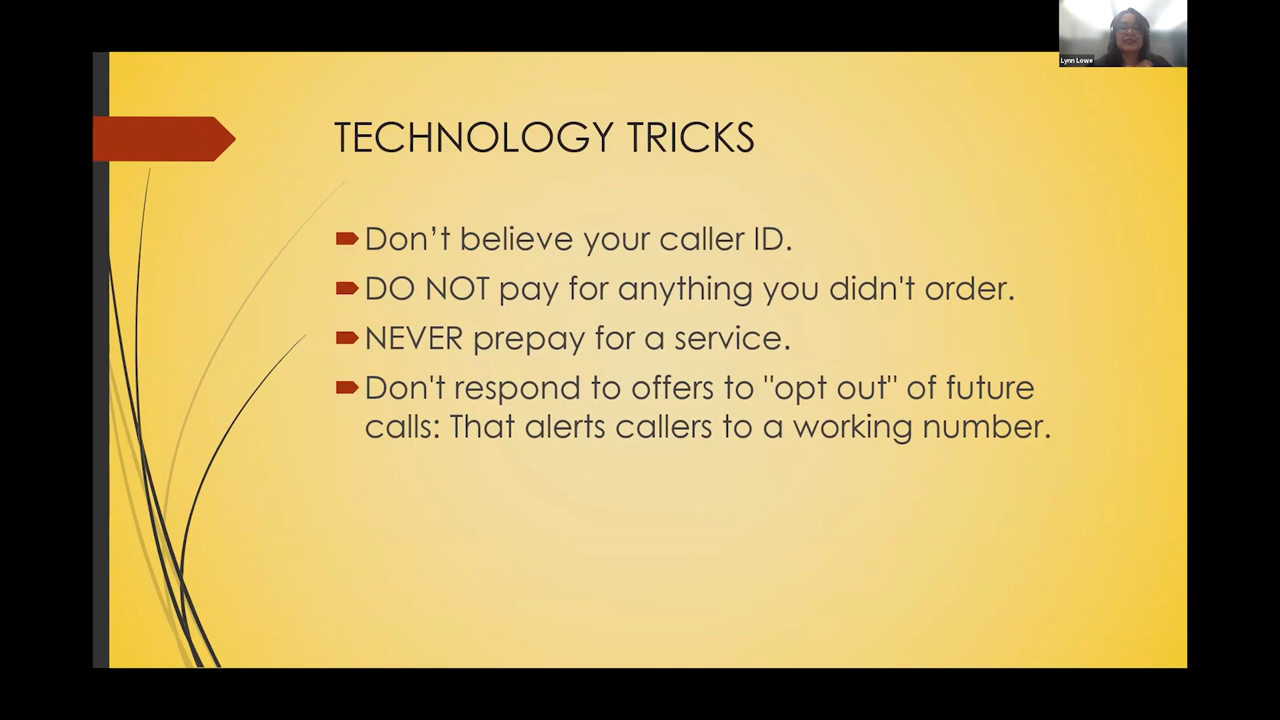 Lynn Lowe
TECHNOLOGY TRICKS
Don’t believe your caller ID.
DO NOT pay for anything you didn't order.
NEVER prepay for a service.
Don't respond to offers to "opt out" of future
calls: That alerts callers to a working number.